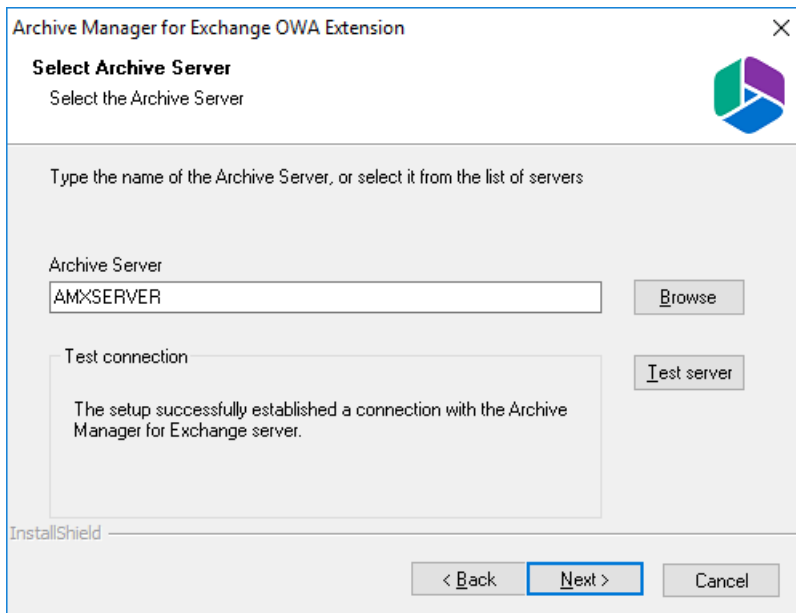 Archive Manager for Exchange OWA Extension
Select Archive Server
Select the Archive Server
Type the name of the Archive Server, or select it from the list of servers
Archive Server
AMXSERVER
Browse
Test connection
Test server
The setup successfully established a connection with the Archive
Manager for Exchange server.
InstallShield
< Back Next > Cancel